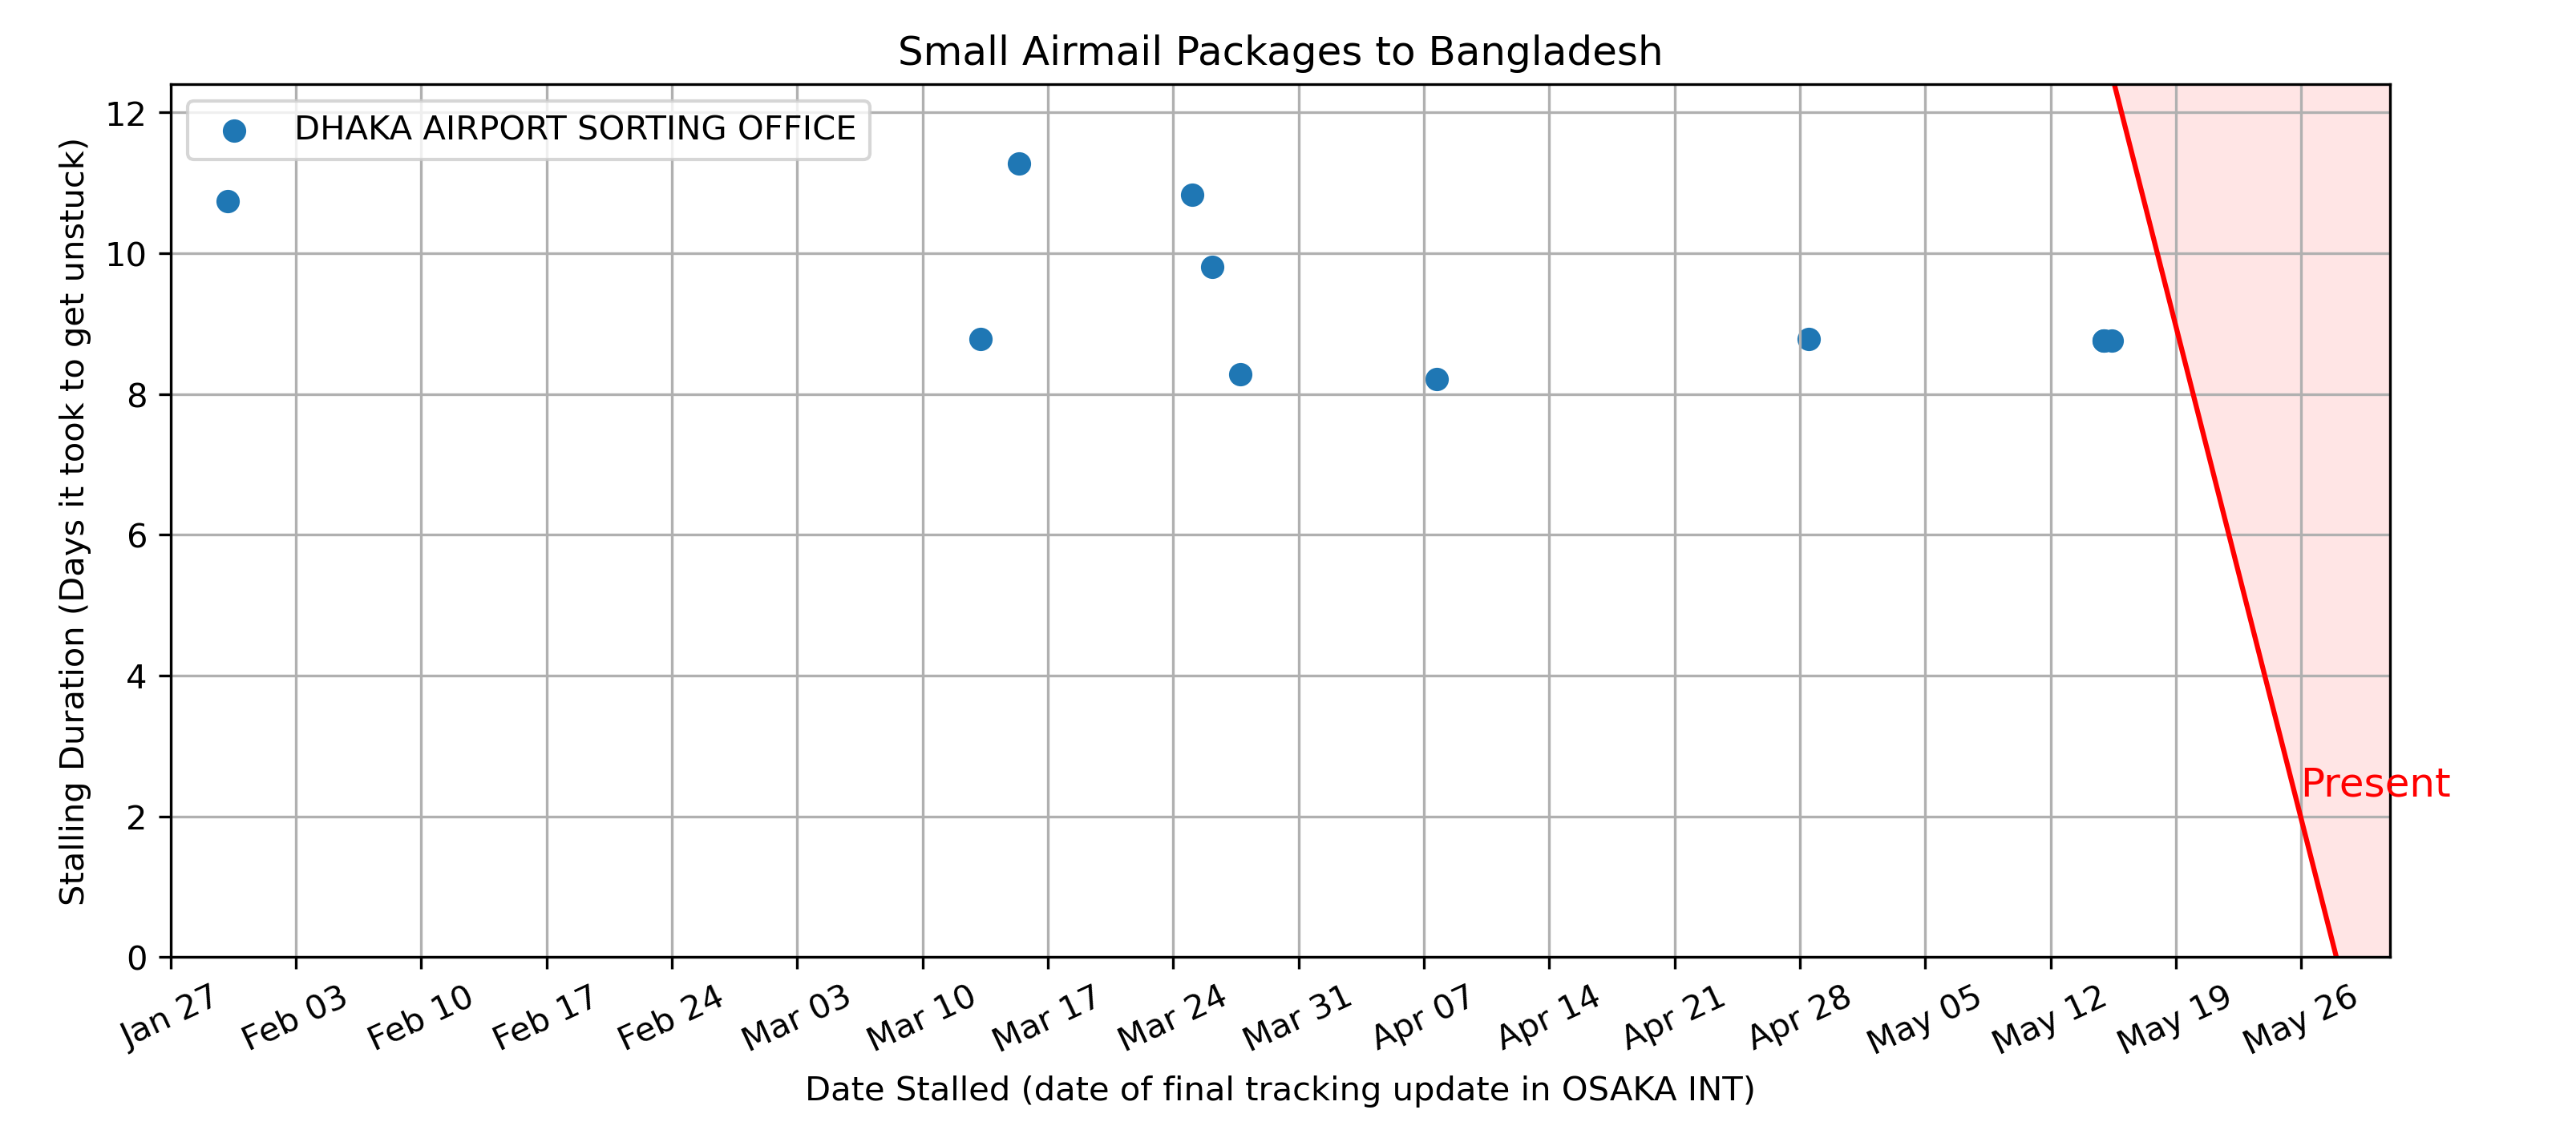 Small Airmail Packages to Bangladesh
DHAKA AIRPORT SORTING OFFICE
Stalling Duration (Days it took to get unstuck)
12
10
8
6
4
2
0
Present
Jan 27 Feb 03 Feb 10 Feb 17 Feb 24 Mar 03 Mar 10 Mar 17 Mar 24 Mar 31 Apr 07 Apr 14 Apr 21 Apr 28 May 05 May 12 May 19 May 26
Date Stalled (date of final tracking update in OSAKA INT)